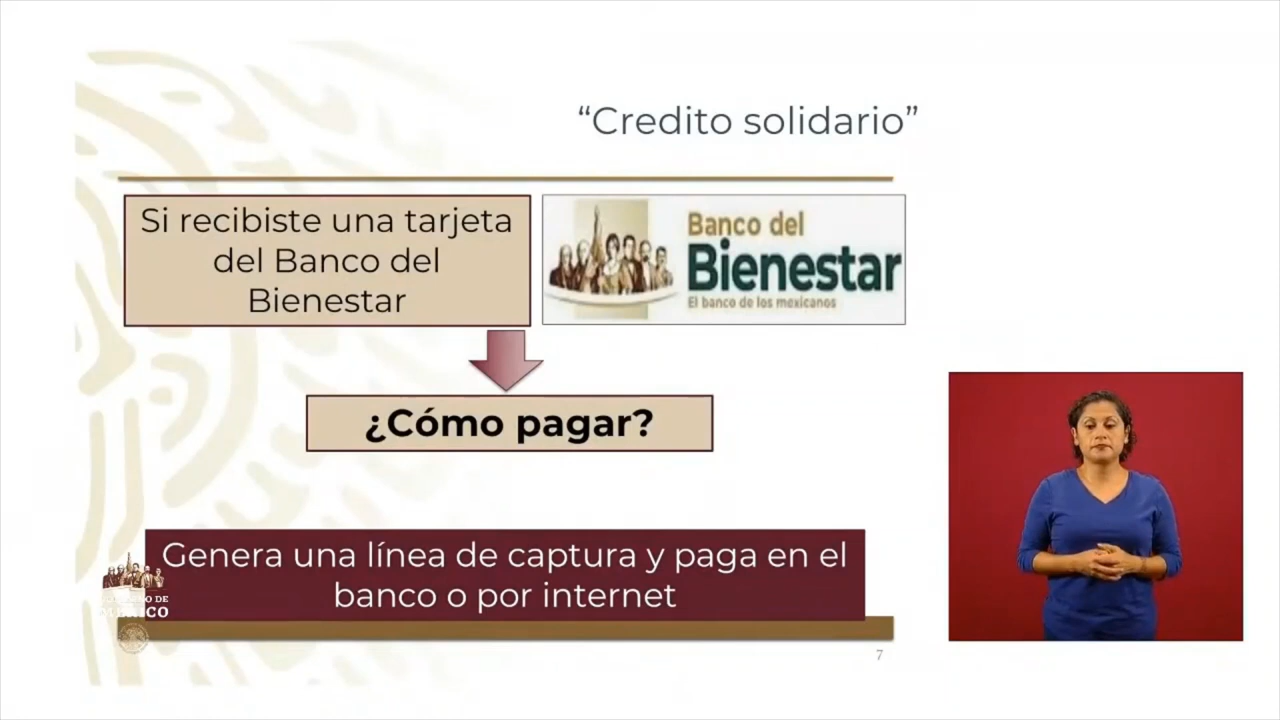 “Credito solidario”
Si recibiste una tarjeta
del Banco del
Bienestar
Banco del
Bienestar
El banco de los mexicanos
¿Cómo pagar?
Genera una línea de captura y paga en el
banco o por internet
MÉXICO
7